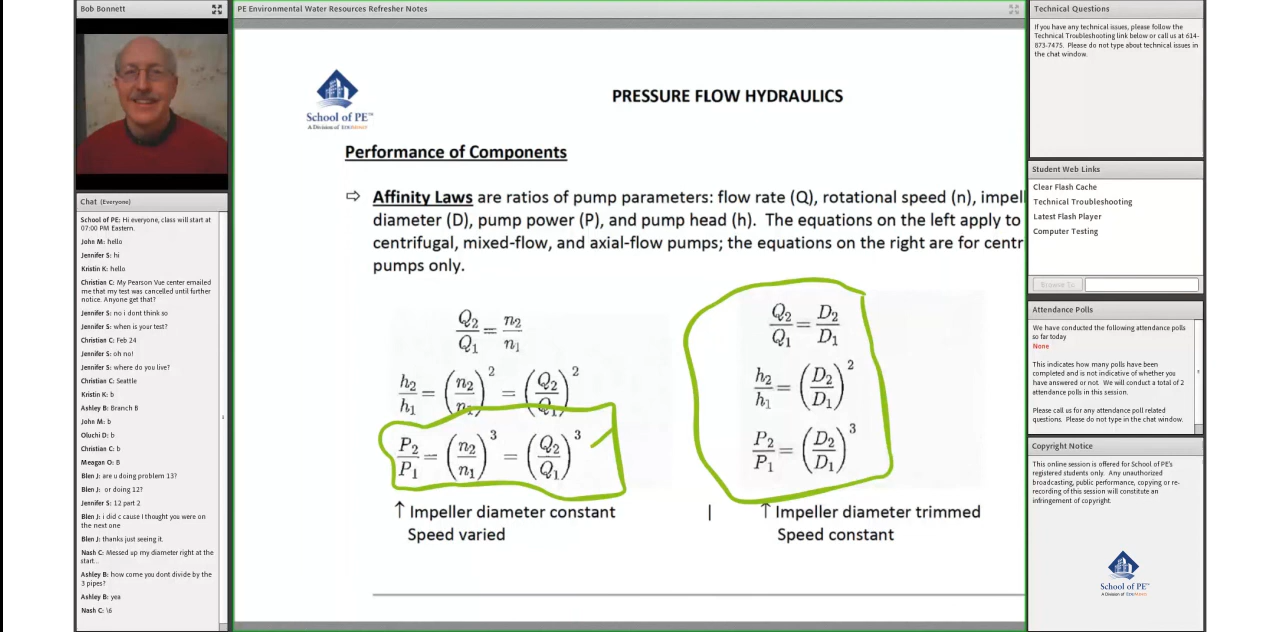 Bob Bonnett
Chat (Everyone)
School of PE: Hi everyone, class will start at
07:00 PM Eastern.
John M: hello
Jennifer S: hi
Kristin K: hello
Christian C: My Pearson Vue center emailed
me that my test was cancelled until further
notice. Anyone get that?
Jennifer S: no i dont think so
Jennifer S: when is your test?
Christian C: Feb 24
Jennifer S: oh no!
Jennifer S: where do you live?
Christian C: Seattle
Kristin K: b
Ashley B: Branch B
John M: b
Oluchi D: b
Christian C: b
Meagan O: B
Blen J: are u doing problem 13?
Blen J: or doing 12?
Jennifer S: 12 part 2
Blen J: i did c cause I thought you were on
the next one
Blen J: thanks just seeing it.
Nash C: Messed up my diameter right at the
start...
Ashley B: how come you dont divide by the
3 pipes?
Ashley B: yea
Nash C: \6
PE Environmental Water Resources Refresher Notes
School of PE™
A Division of
PRESSURE FLOW HYDRAULICS
Performance of Components
⇨ Affinity Laws are ratios of pump parameters: flow rate (Q), rotational speed (n), impel
diameter (D), pump power (P), and pump head (h). The equations on the left apply to
centrifugal, mixed-flow, and axial-flow pumps; the equations on the right are for centr
pumps only.
Q2/Q1 = n2/n1
h2/h1 = (n2/n1)^2 = (Q2/Q1)^2
P2/P1 = (n2/n1)^3 = (Q2/Q1)^3
↑ Impeller diameter constant
Speed varied
Q2/Q1 = D2/D1
h2/h1 = (D2/D1)^2
P2/P1 = (D2/D1)^3
| ↑ Impeller diameter trimmed
Speed constant
Technical Questions
If you have any technical issues, please follow the
Technical Troubleshooting link below or call us at 614-
873-7475. Please do not type about technical issues in
the chat window.
Student Web Links
Clear Flash Cache
Technical Troubleshooting
Latest Flash Player
Computer Testing
Browse To
Attendance Polls
We have conducted the following attendance polls
so far today
None
This indicates how many polls have been
completed and is not indicative of whether you
have answered or not. We will conduct a total of 2
attendance polls in this session.
Please call us for any attendance poll related
questions. Please do not type in the chat window.
Copyright Notice
This online session is offered for School of PE's
registered students only. Any unauthorized
broadcasting, public performance, copying or re-
recording of this session will constitute an
infringement of copyright.
School of PE™
A Division of